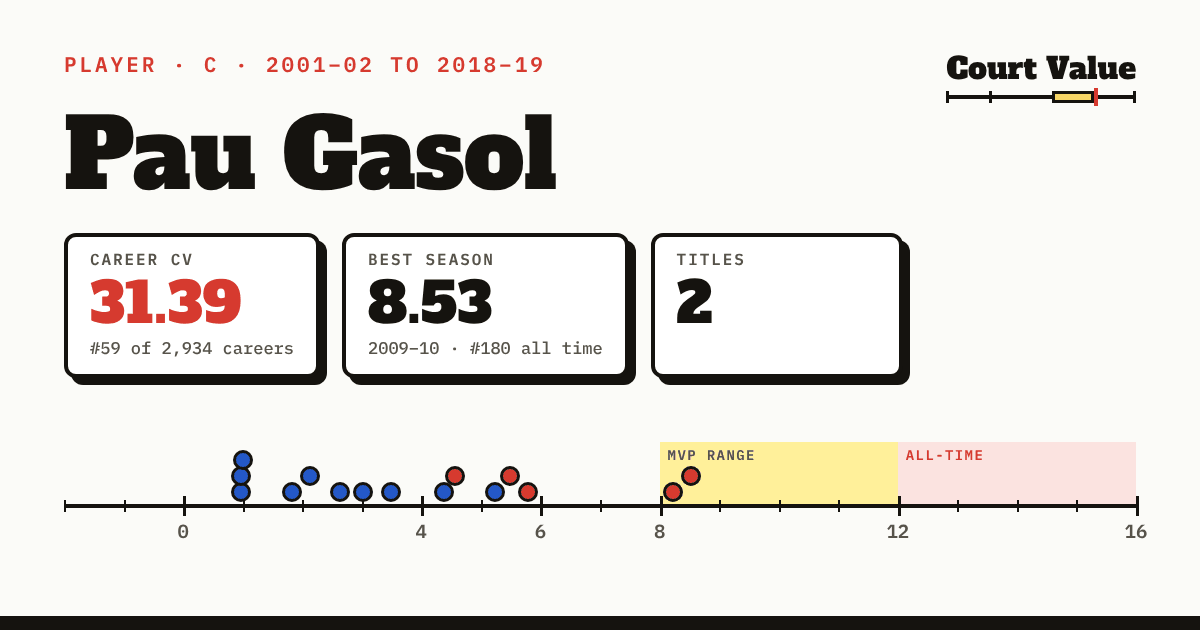 PLAYER · C · 2001–02 TO 2018–19
Court Value
Pau Gasol
CAREER CV
31.39
#59 of 2,934 careers
BEST SEASON
8.53
2009–10 · #180 all time
TITLES
2
MVP RANGE
ALL-TIME
0 4 6 8 12 16